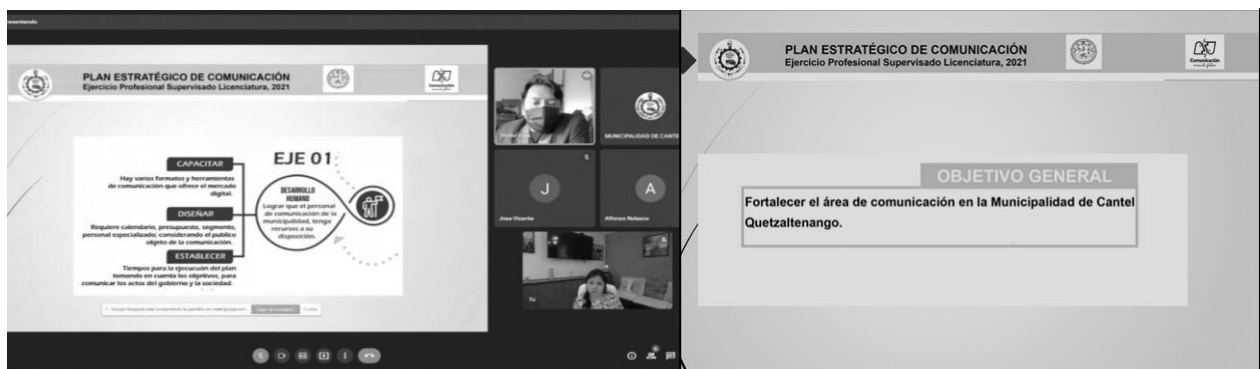 resentando
PLAN ESTRATÉGICO DE COMUNICACIÓN
Ejercicio Profesional Supervisado Licenciatura, 2021
Comunicación
CAPACITAR
Hay varios formatos y herramientas
de comunicación que ofrece el mercado
digital.
DISEÑAR
Requiere calendario, presupuesto, segmento,
personal especializado; considerando el publico
objeto de la comunicación.
ESTABLECER
Tiempos para la ejecucuón del plan
tomando en cuenta los objetivos, para
comunicar los actos del gobierno y la sociedad.
EJE 01
DESARROLLO
HUMANO
Lograr que el personal
de comunicación de la
municipalidad, tenga
recursos a su
disposición.
MUNICIPALIDAD DE CANTE
J
Jose Vicente
A
Alfonso Nolasco
Tú
PLAN ESTRATÉGICO DE COMUNICACIÓN
Ejercicio Profesional Supervisado Licenciatura, 2021
Comunicación
OBJETIVO GENERAL
Fortalecer el área de comunicación en la Municipalidad de Cantel
Quetzaltenango.